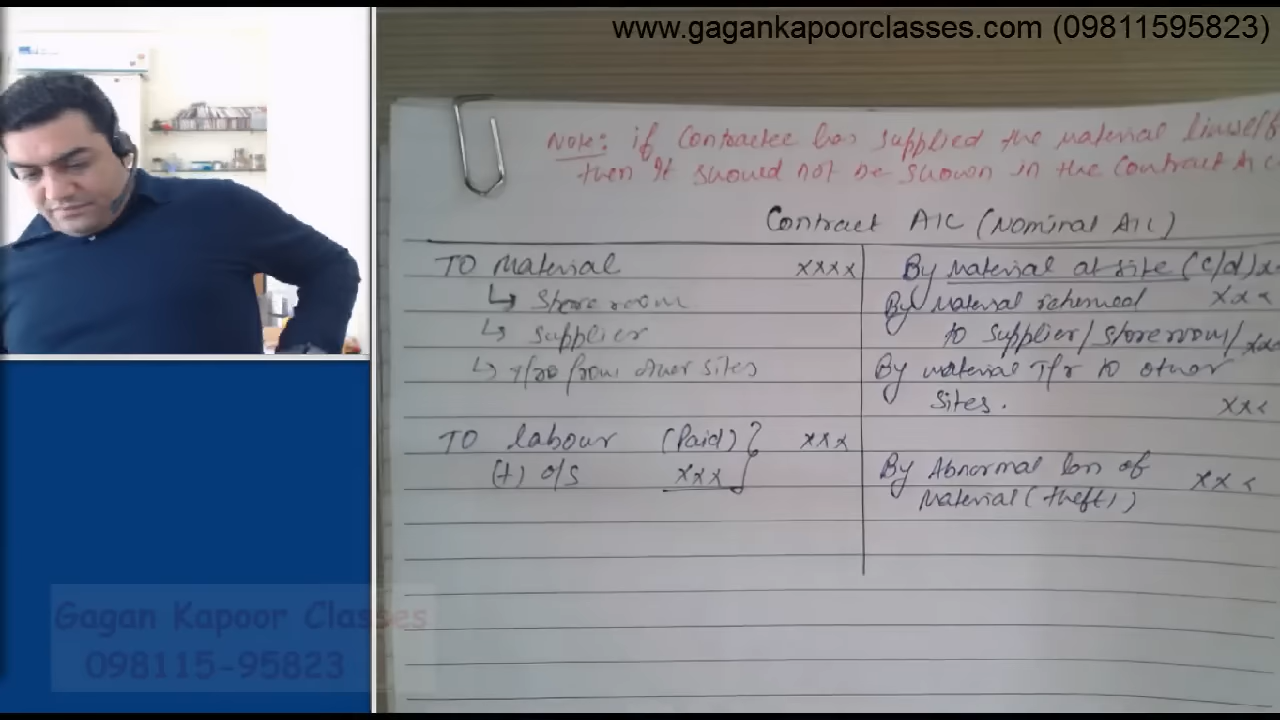 www.gagankapoorclasses.com (09811595823)
Note: if Contractee has supplied the material himself
then it should not be shown in the Contract A/C
Contract A/C (Nominal A/C)
TO Material xxxx
↳ Store room
↳ Supplier
↳ from other sites
TO labour (Paid) xxx
(+) o/s xxx
By Material at site (c/d) x
By Material returned xxx
to supplier/storeroom/ xxx
By material T/r to other
sites. xxx
By Abnormal loss of xxx
Material (theft)
Gagan Kapoor Classes
098115-95823